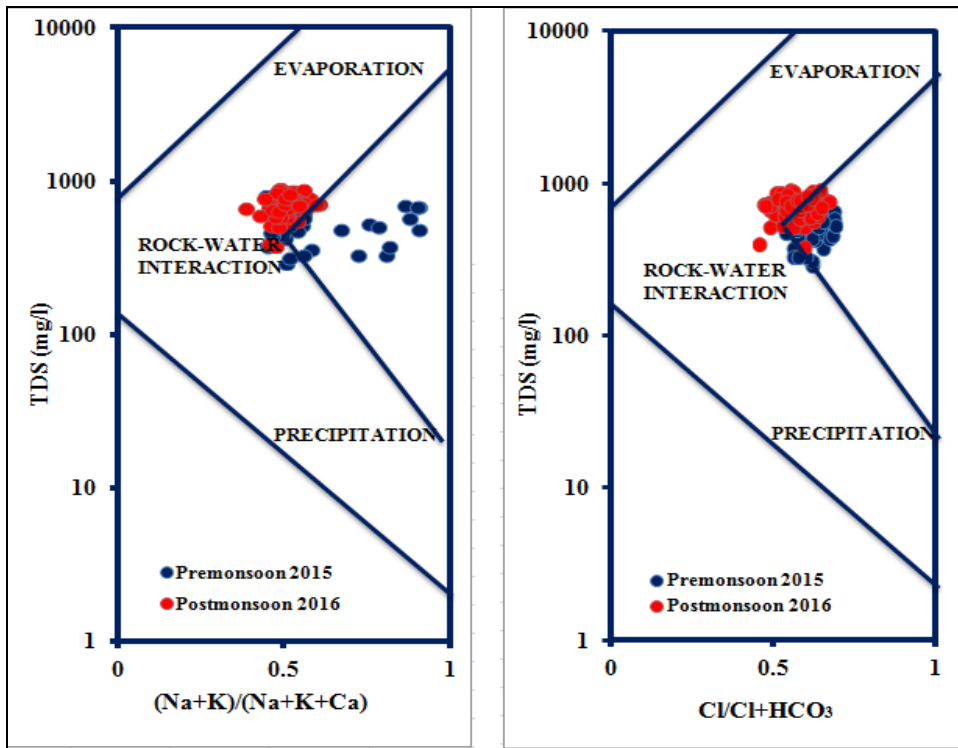 10000
1000
100
10
1
TDS (mg/l)
EVAPORATION
ROCK-WATER
INTERACTION
PRECIPITATION
Premonsoon 2015
Postmonsoon 2016
0
0.5
1
(Na+K)/(Na+K+Ca)
10000
1000
100
10
1
TDS (mg/l)
EVAPORATION
ROCK-WATER
INTERACTION
PRECIPITATION
Premonsoon 2015
Postmonsoon 2016
0
0.5
1
Cl/Cl+HCO₃